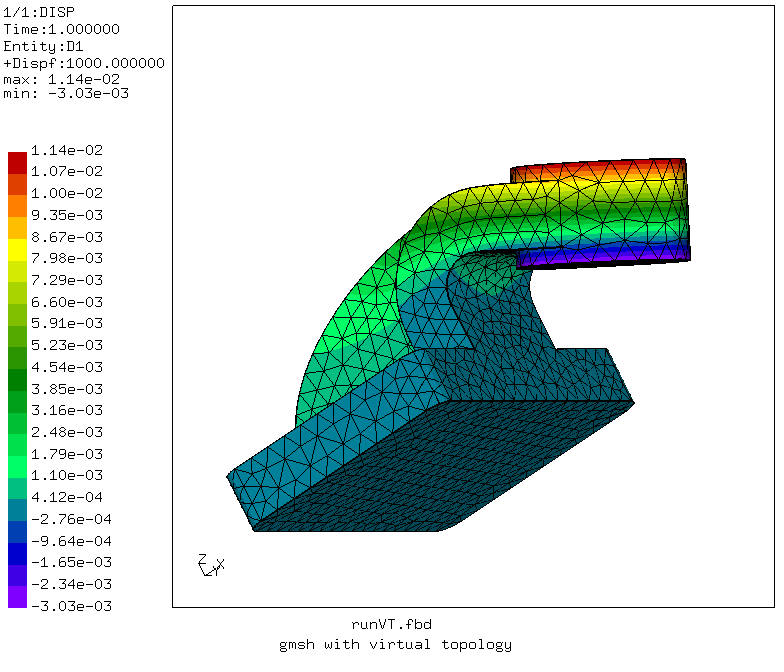 1/1:DISP
Time:1.000000
Entity:D1
+Dispf:1000.000000
max: 1.14e-02
min: -3.03e-03
1.14e-02
1.07e-02
1.00e-02
9.35e-03
8.67e-03
7.98e-03
7.29e-03
6.60e-03
5.91e-03
5.23e-03
4.54e-03
3.85e-03
3.16e-03
2.48e-03
1.79e-03
1.10e-03
4.12e-04
-2.76e-04
-9.64e-04
-1.65e-03
-2.34e-03
-3.03e-03
Z
X
Y
runVT.fbd
gmsh with virtual topology